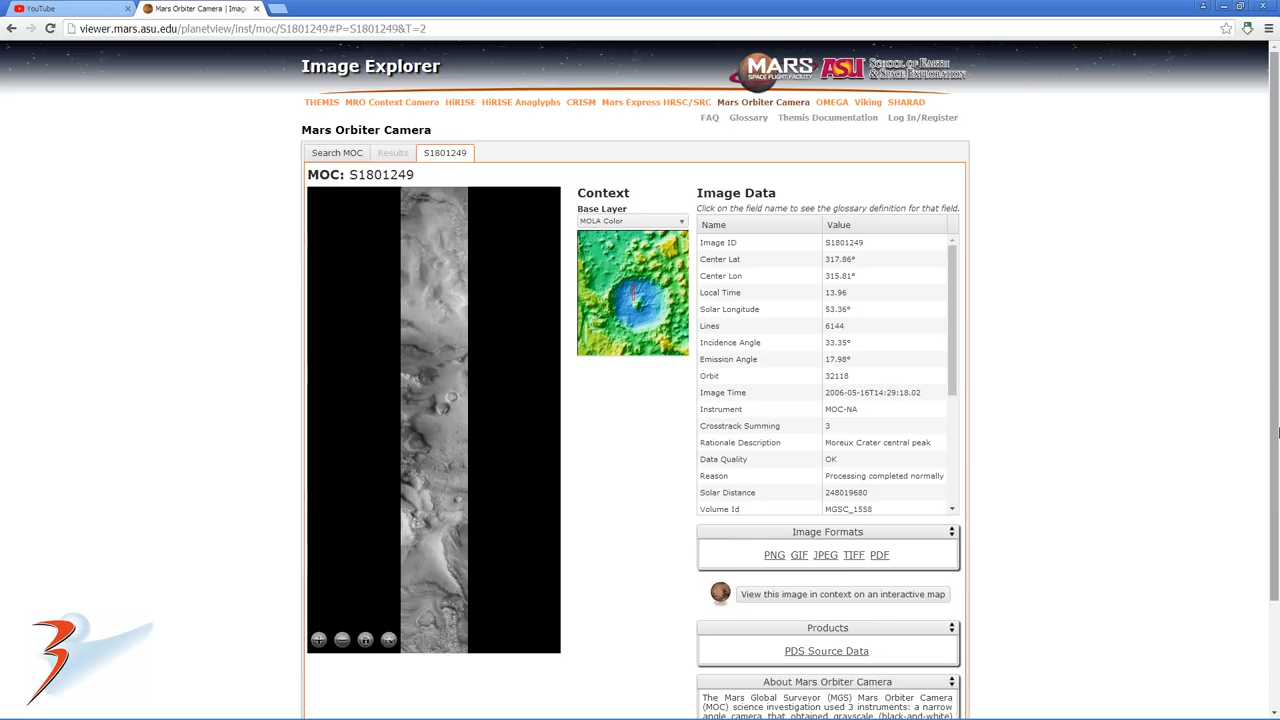 YouTube
Mars Orbiter Camera | Imag
viewer.mars.asu.edu/planetview/inst/moc/S1801249#P=S1801249&T=2
Image Explorer
MARS
SPACE FLIGHT FACILITY
ASU
SCHOOL OF EARTH
& SPACE EXPLORATION
THEMIS MRO Context Camera HiRISE HiRISE Anaglyphs CRISM Mars Express HRSC/SRC Mars Orbiter Camera OMEGA Viking SHARAD
FAQ Glossary Themis Documentation Log In/Register
Mars Orbiter Camera
Search MOC Results S1801249
MOC: S1801249
Context
Base Layer
MOLA Color
Image Data
Click on the field name to see the glossary definition for that field.
Name Value
Image ID S1801249
Center Lat 317.86°
Center Lon 315.81°
Local Time 13.96
Solar Longitude 53.36°
Lines 6144
Incidence Angle 33.35°
Emission Angle 17.98°
Orbit 32118
Image Time 2006-05-16T14:29:18.02
Instrument MOC-NA
Crosstrack Summing 3
Rationale Description Moreux Crater central peak
Data Quality OK
Reason Processing completed normally
Solar Distance 248019680
Volume Id MGSC_1558
Image Formats
PNG GIF JPEG TIFF PDF
View this image in context on an interactive map
Products
PDS Source Data
About Mars Orbiter Camera
The Mars Global Surveyor (MGS) Mars Orbiter Camera
(MOC) science investigation used 3 instruments: a narrow
angle camera that obtained grayscale (black-and-white)
3